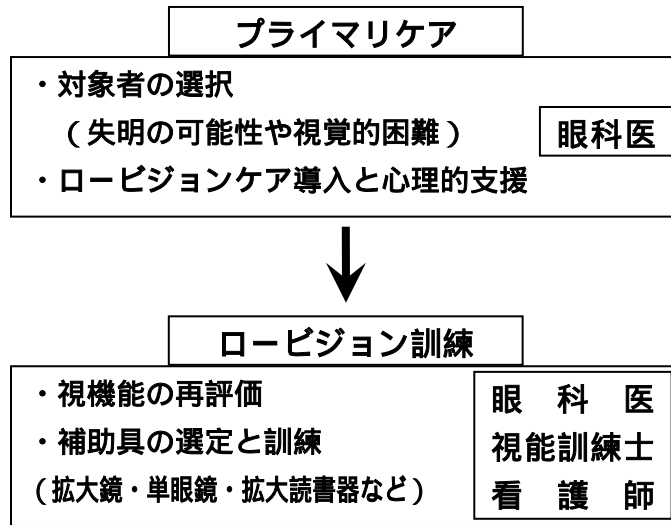 プライマリケア
・対象者の選択
（失明の可能性や視覚的困難）
眼科医
・ロービジョンケア導入と心理的支援
ロービジョン訓練
・視機能の再評価
・補助具の選定と訓練
（拡大鏡・単眼鏡・拡大読書器など）
眼　科　医
視能訓練士
看　護　師